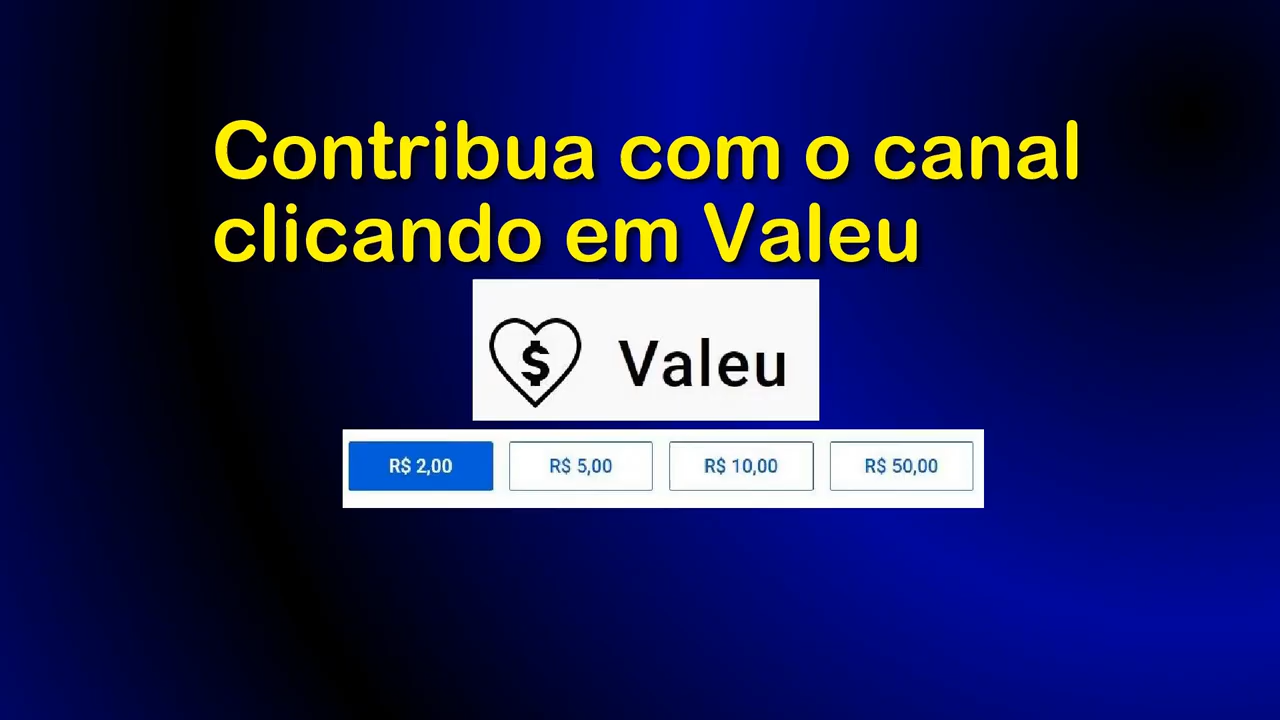 Contribua com o canal
clicando em Valeu
$ Valeu
R$ 2,00 R$ 5,00 R$ 10,00 R$ 50,00